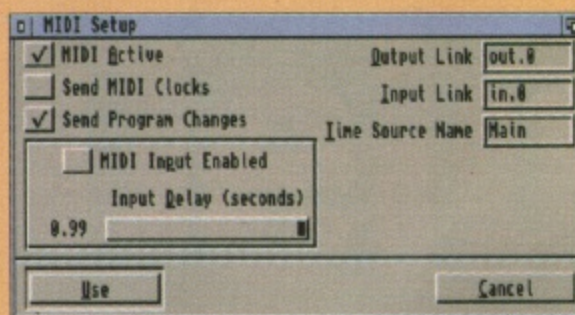 MIDI Setup
MIDI Active
Send MIDI Clocks
Send Program Changes
MIDI Input Enabled
Input Delay (seconds)
0.99
Output Link out.0
Input Link in.0
Time Source Name Main
Use
Cancel